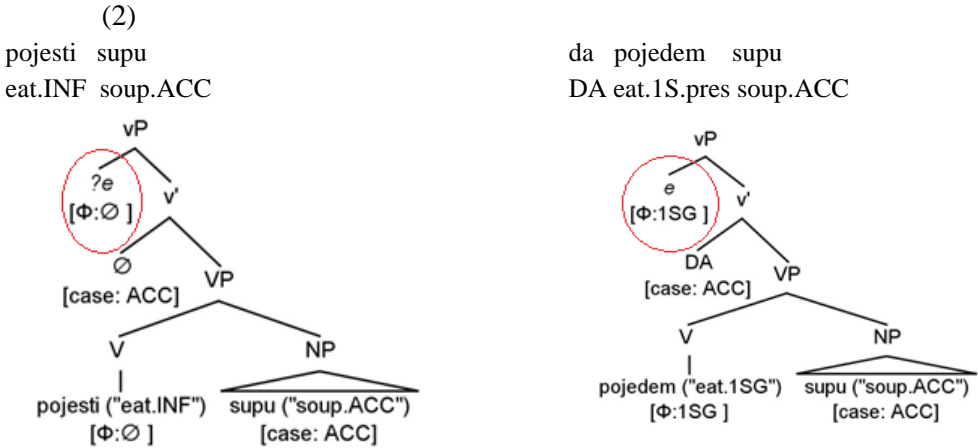 (2)
pojesti supu
da pojedem supu
eat.INF soup.ACC
DA eat.1S.pres soup.ACC
vP
?e
[Φ:∅ ]
v'
∅
[case: ACC]
VP
V
NP
pojesti ("eat.INF")
supu ("soup.ACC")
[Φ:∅ ]
[case: ACC]
vP
e
[Φ:1SG ]
v'
DA
[case: ACC]
VP
V
NP
pojedem ("eat.1SG")
supu ("soup.ACC")
[Φ:1SG ]
[case: ACC]